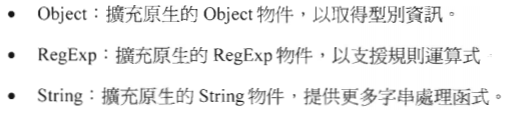 • Object：擴充原生的 Object 物件，以取得型別資訊。
• RegExp：擴充原生的 RegExp 物件，以支援規則運算式
• String：擴充原生的 String 物件，提供更多字串處理函式。